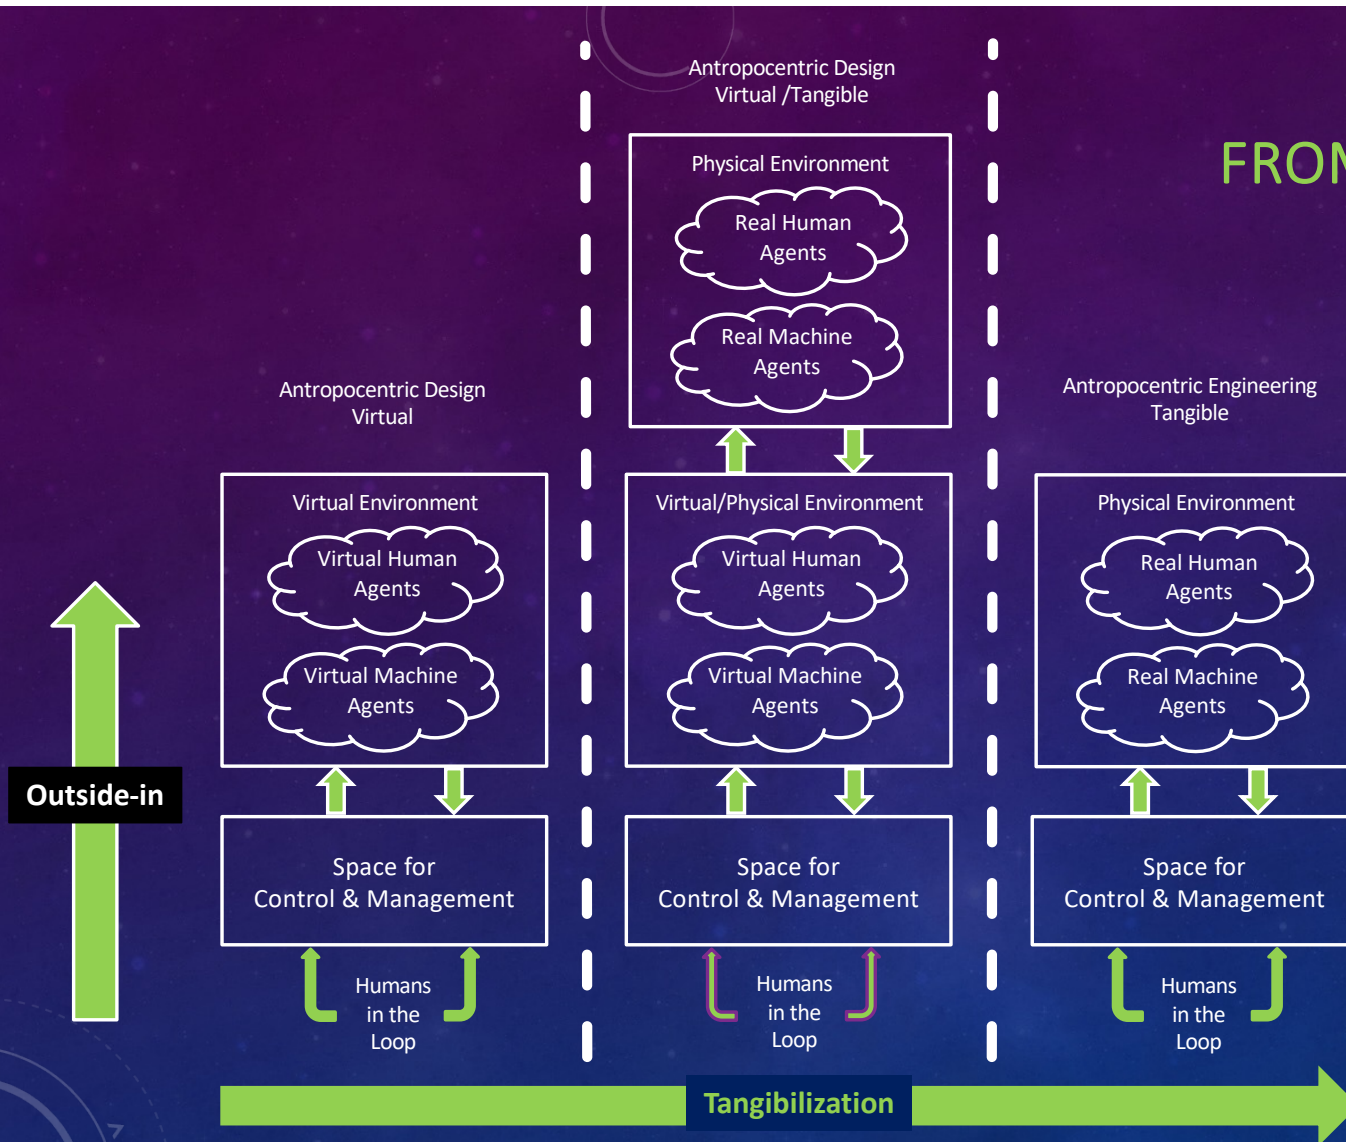 Antropocentric Design
Virtual /Tangible
Physical Environment
FROM
Real Human
Agents
Real Machine
Agents
Antropocentric Design
Virtual
Antropocentric Engineering
Tangible
Virtual Environment
Virtual Human
Agents
Virtual Machine
Agents
Virtual/Physical Environment
Virtual Human
Agents
Virtual Machine
Agents
Physical Environment
Real Human
Agents
Real Machine
Agents
Outside-in
Space for
Control & Management
Space for
Control & Management
Space for
Control & Management
Humans
in the
Loop
Humans
in the
Loop
Humans
in the
Loop
Tangibilization